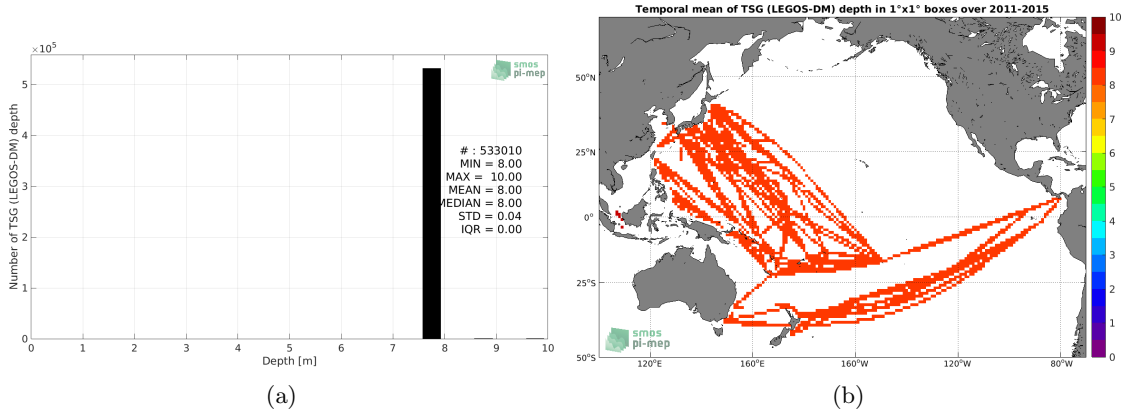 ×10⁵
5
4
3
2
1
0
Number of TSG (LEGOS-DM) depth
smos
pi-mep
# : 533010
MIN = 8.00
MAX = 10.00
MEAN = 8.00
MEDIAN = 8.00
STD = 0.04
IQR = 0.00
0 1 2 3 4 5 6 7 8 9 10
Depth [m]
(a)
Temporal mean of TSG (LEGOS-DM) depth in 1°x1° boxes over 2011-2015
50°N
25°N
0°
25°S
50°S
120°E 160°E 160°W 120°W 80°W
smos
pi-mep
10
9
8
7
6
5
4
3
2
1
0
(b)